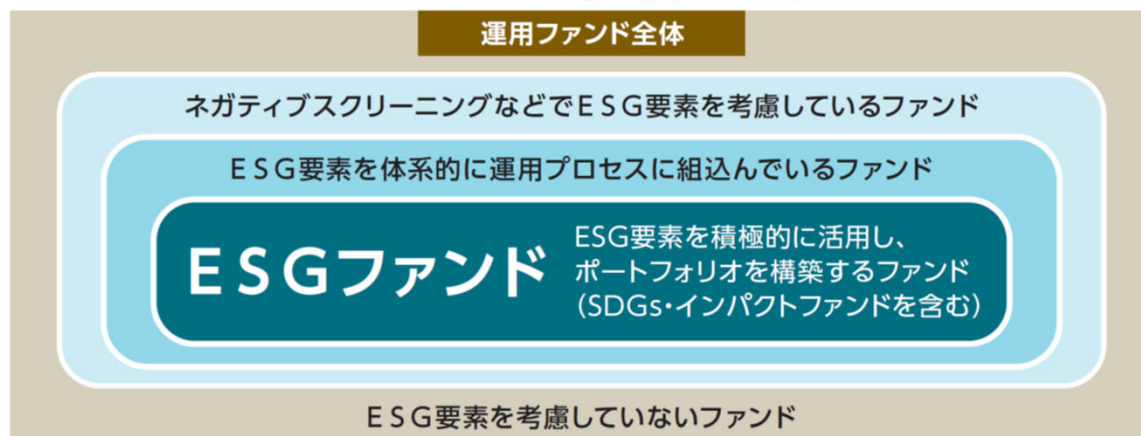 運用ファンド全体
ネガティブスクリーニングなどでESG要素を考慮しているファンド
ESG要素を体系的に運用プロセスに組込んでいるファンド
ESGファンド
ESG要素を積極的に活用し、
ポートフォリオを構築するファンド
(SDGs・インパクトファンドを含む)
ESG要素を考慮していないファンド